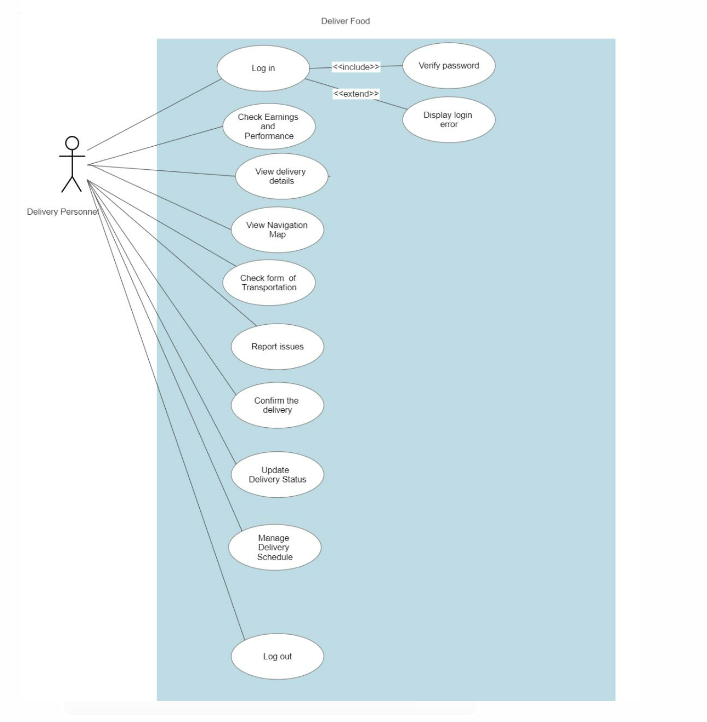 Deliver Food
Log in
<<include>>
Verify password
<<extend>>
Display login
error
Check Earnings
and
Performance
View delivery
details
Delivery Personnel
View Navigation
Map
Check form of
Transportation
Report issues
Confirm the
delivery
Update
Delivery Status
Manage
Delivery
Schedule
Log out